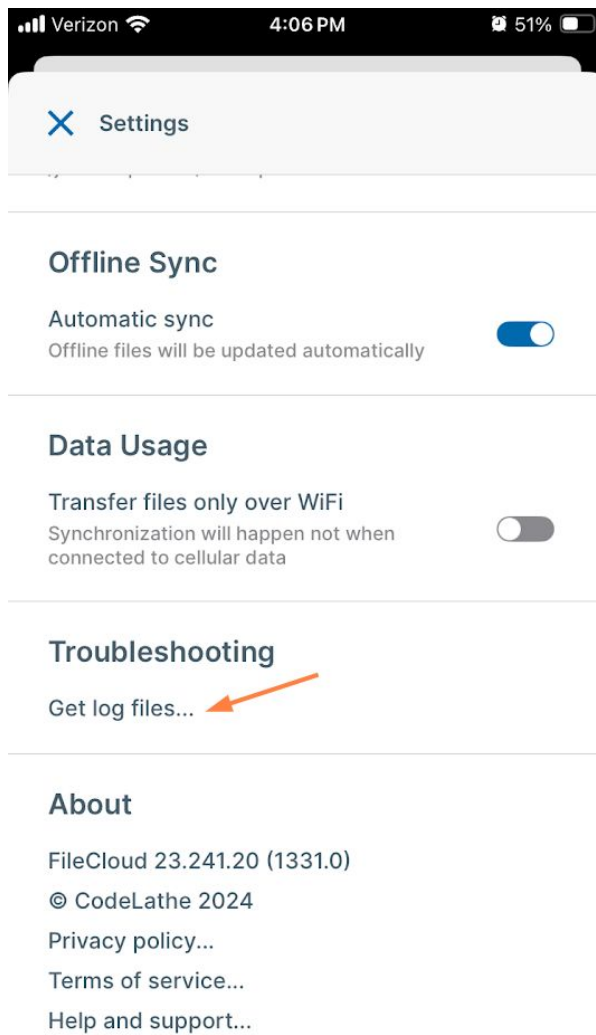 Verizon 4:06 PM 51%
Settings
Offline Sync
Automatic sync
Offline files will be updated automatically
Data Usage
Transfer files only over WiFi
Synchronization will happen not when
connected to cellular data
Troubleshooting
Get log files...
About
FileCloud 23.241.20 (1331.0)
© CodeLathe 2024
Privacy policy...
Terms of service...
Help and support...